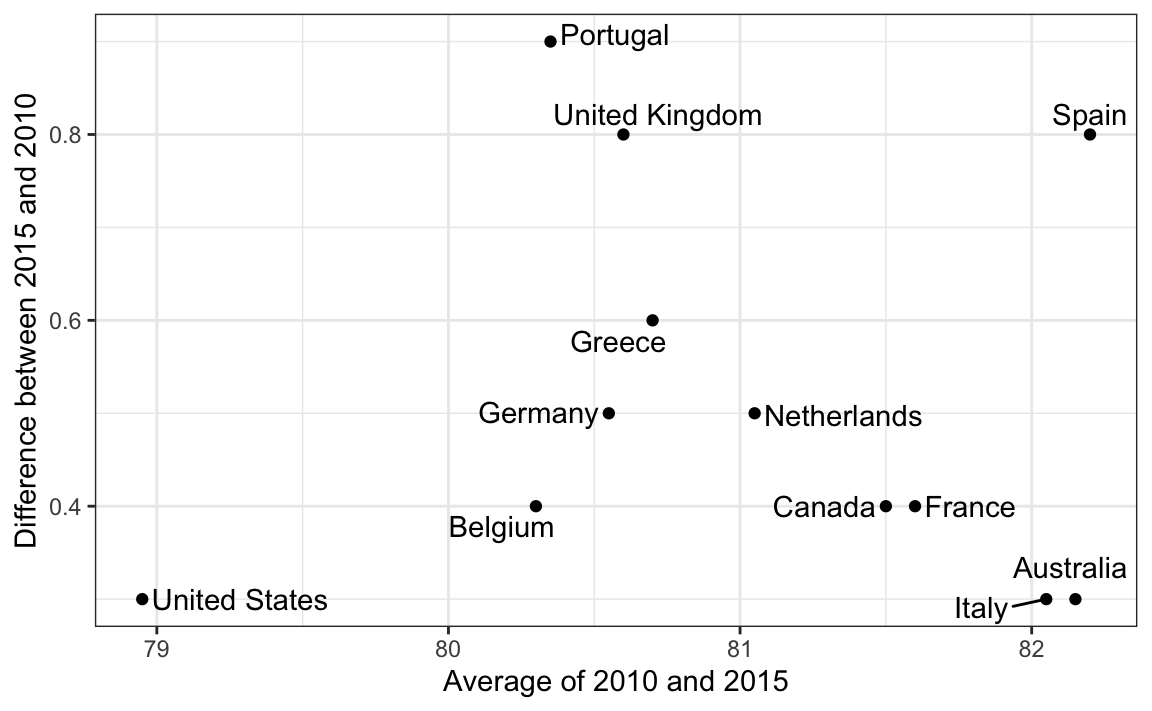 Portugal
United Kingdom
Spain
0.8
Difference between 2015 and 2010
0.6
Greece
Germany
Netherlands
0.4
Canada
France
Belgium
Australia
United States
Italy
79
80
81
82
Average of 2010 and 2015